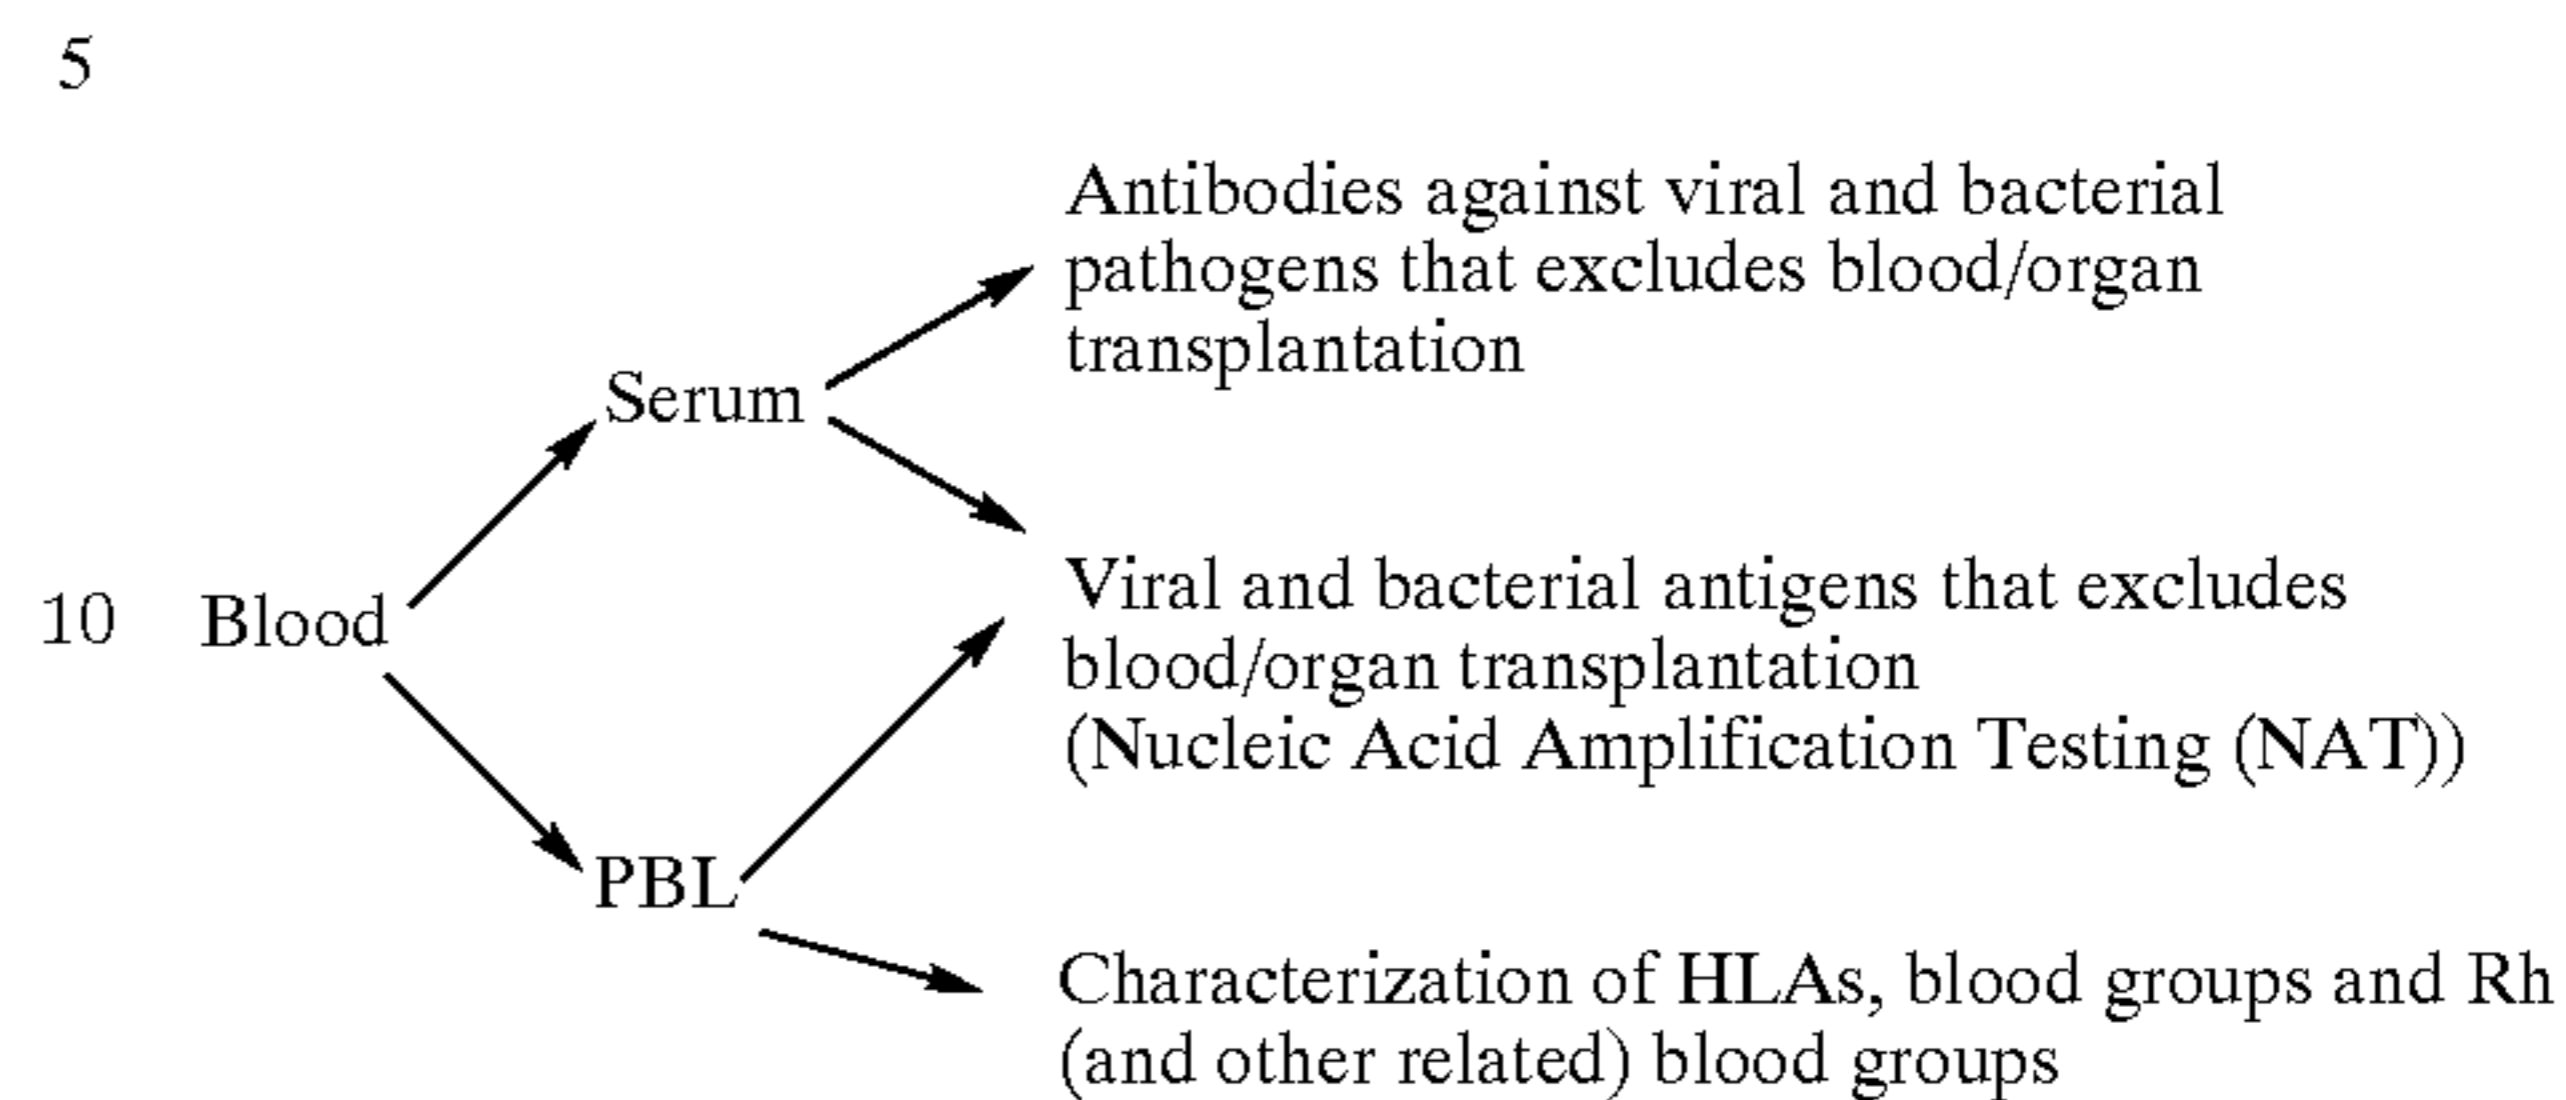 5
Antibodies against viral and bacterial
pathogens that excludes blood/organ
transplantation
Serum
Viral and bacterial antigens that excludes
10 Blood
blood/organ transplantation
(Nucleic Acid Amplification Testing (NAT))
PBL
Characterization of HLAs, blood groups and Rh
(and other related) blood groups